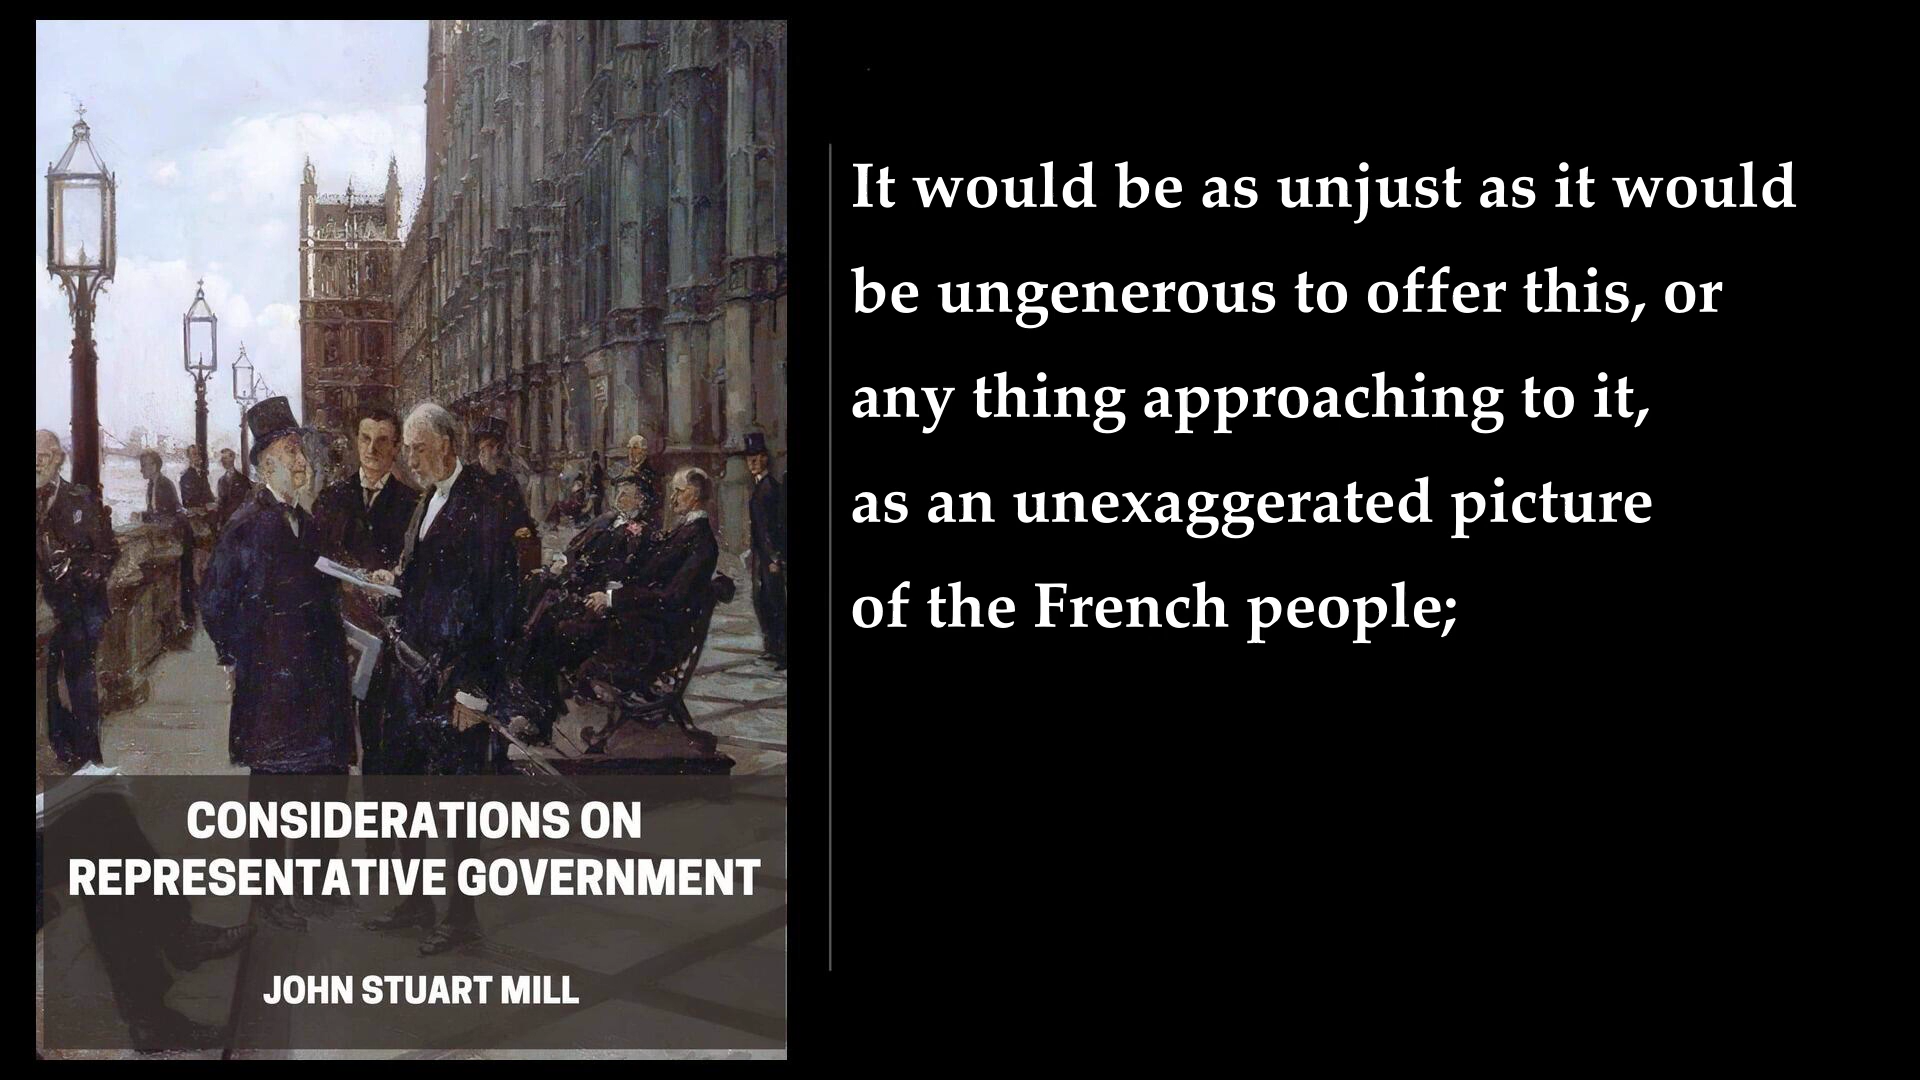 It would be as unjust as it would
be ungenerous to offer this, or
any thing approaching to it,
as an unexaggerated picture
of the French people;
CONSIDERATIONS ON
REPRESENTATIVE GOVERNMENT
JOHN STUART MILL